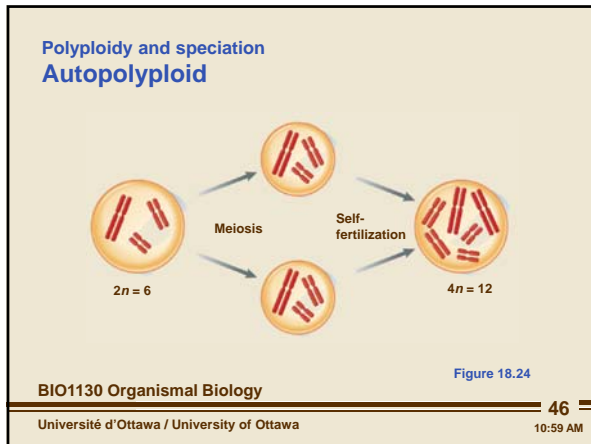 Polyploidy and speciation
Autopolyploid
Meiosis
Self-
fertilization
2n = 6
4n = 12
Figure 18.24
BIO1130 Organismal Biology
46
Université d'Ottawa / University of Ottawa
10:59 AM